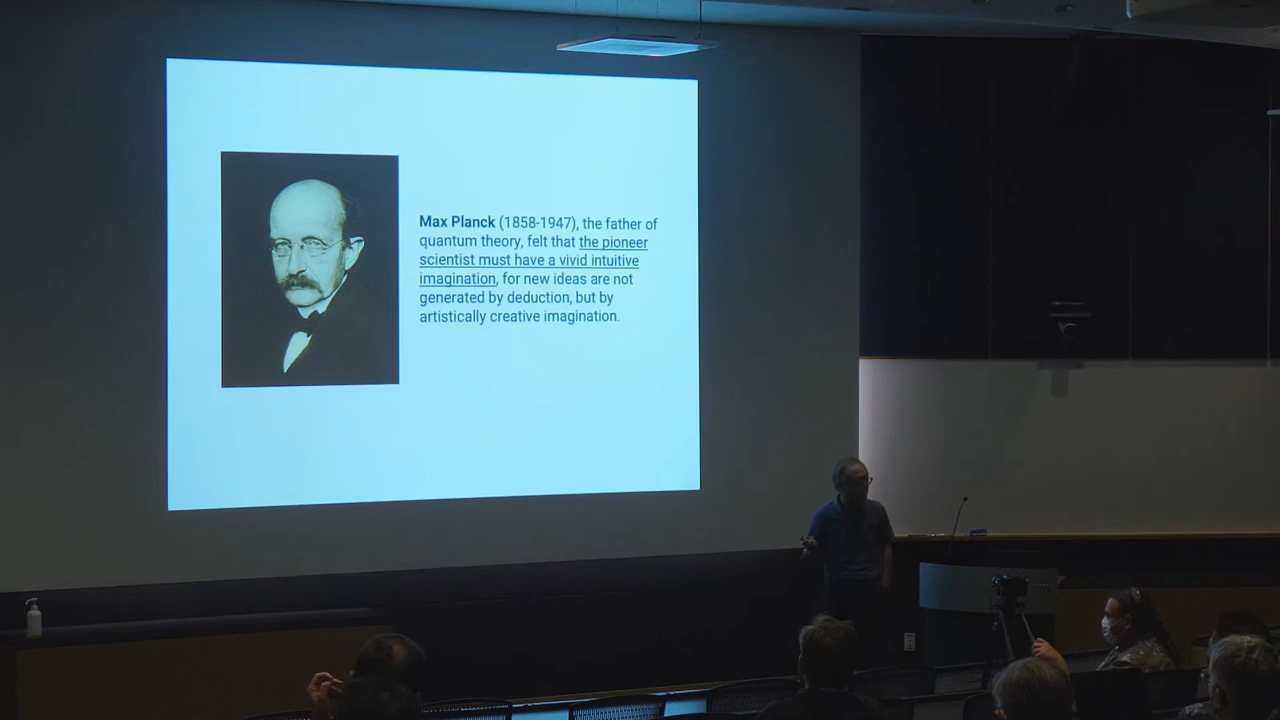 Max Planck (1858-1947), the father of
quantum theory, felt that the pioneer
scientist must have a vivid intuitive
imagination, for new ideas are not
generated by deduction, but by
artistically creative imagination.